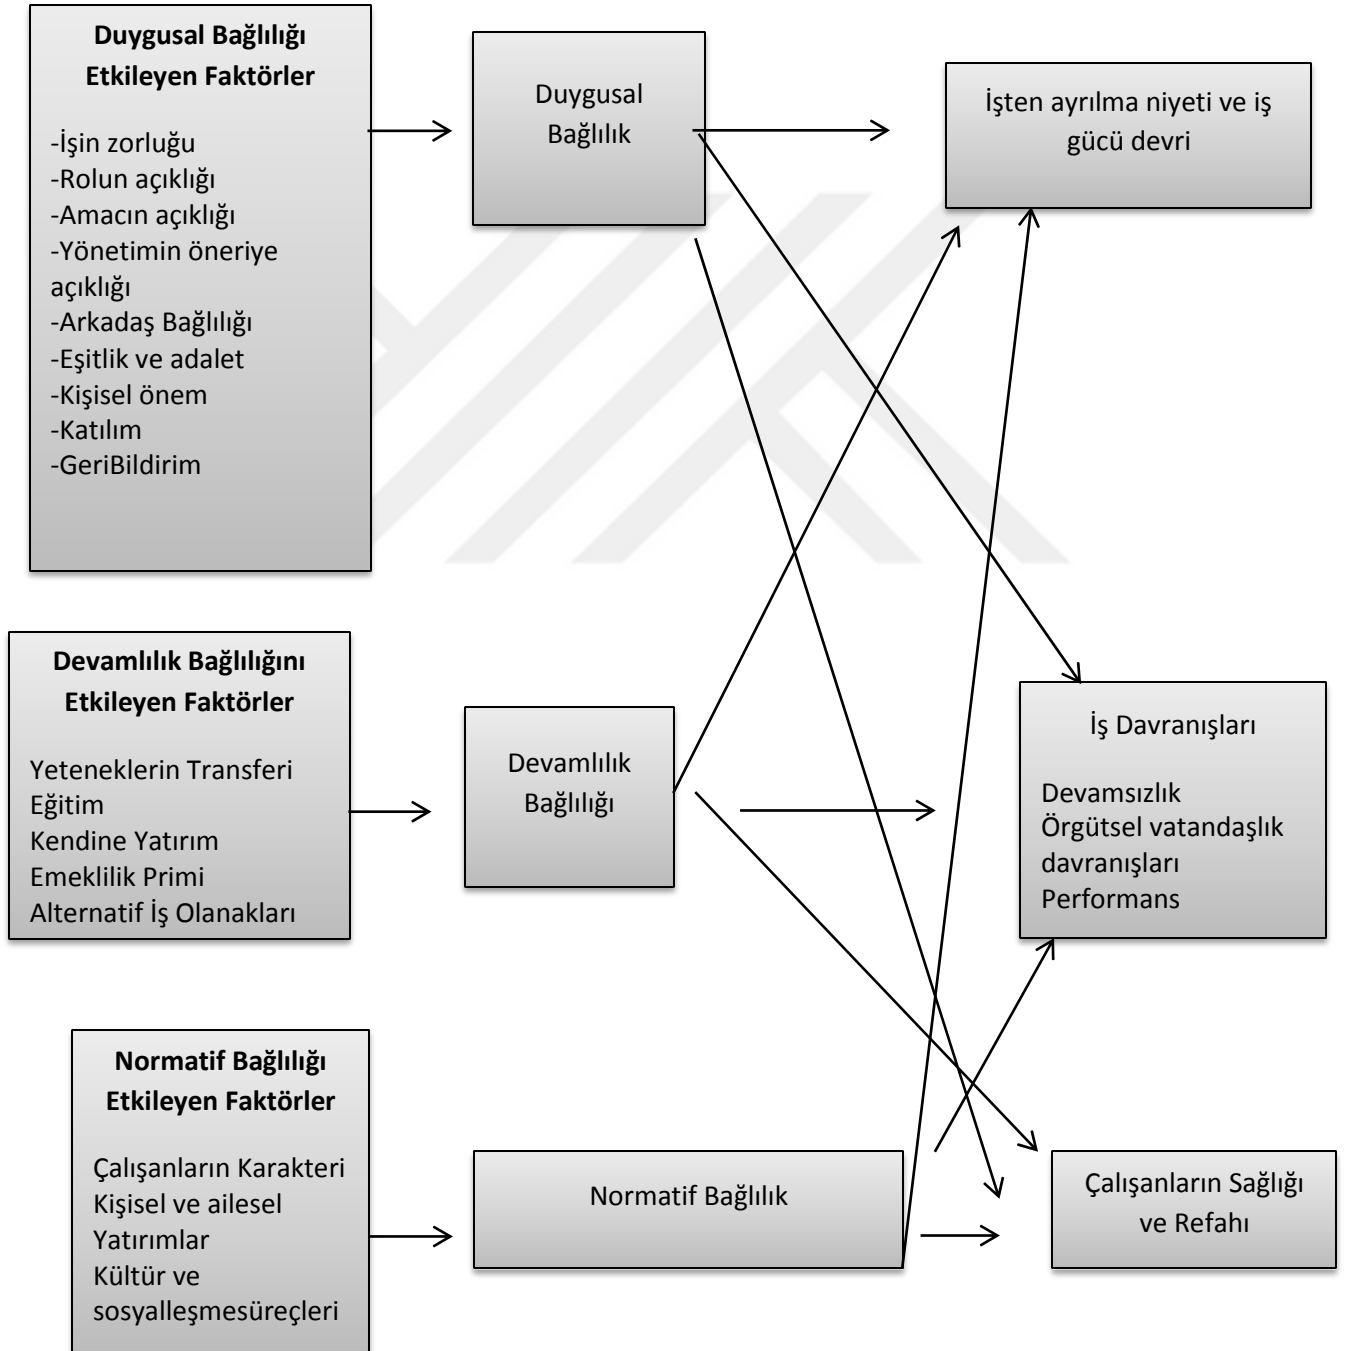 Duygusal Bağlılığı
Etkileyen Faktörler
-İşin zorluğu
-Rolun açıklığı
-Amacın açıklığı
-Yönetimin öneriye
açıklığı
-Arkadaş Bağlılığı
-Eşitlik ve adalet
-Kişisel önem
-Katılım
-GeriBildirim
Duygusal
Bağlılık
İşten ayrılma niyeti ve iş
gücü devri
Devamlılık Bağlılığını
Etkileyen Faktörler
Yeteneklerin Transferi
Eğitim
Kendine Yatırım
Emeklilik Primi
Alternatif İş Olanakları
Devamlılık
Bağlılığı
İş Davranışları
Devamsızlık
Örgütsel vatandaşlık
davranışları
Performans
Normatif Bağlılığı
Etkileyen Faktörler
Çalışanların Karakteri
Kişisel ve ailesel
Yatırımlar
Kültür ve
sosyalleşmesüreçleri
Normatif Bağlılık
Çalışanların Sağlığı
ve Refahı